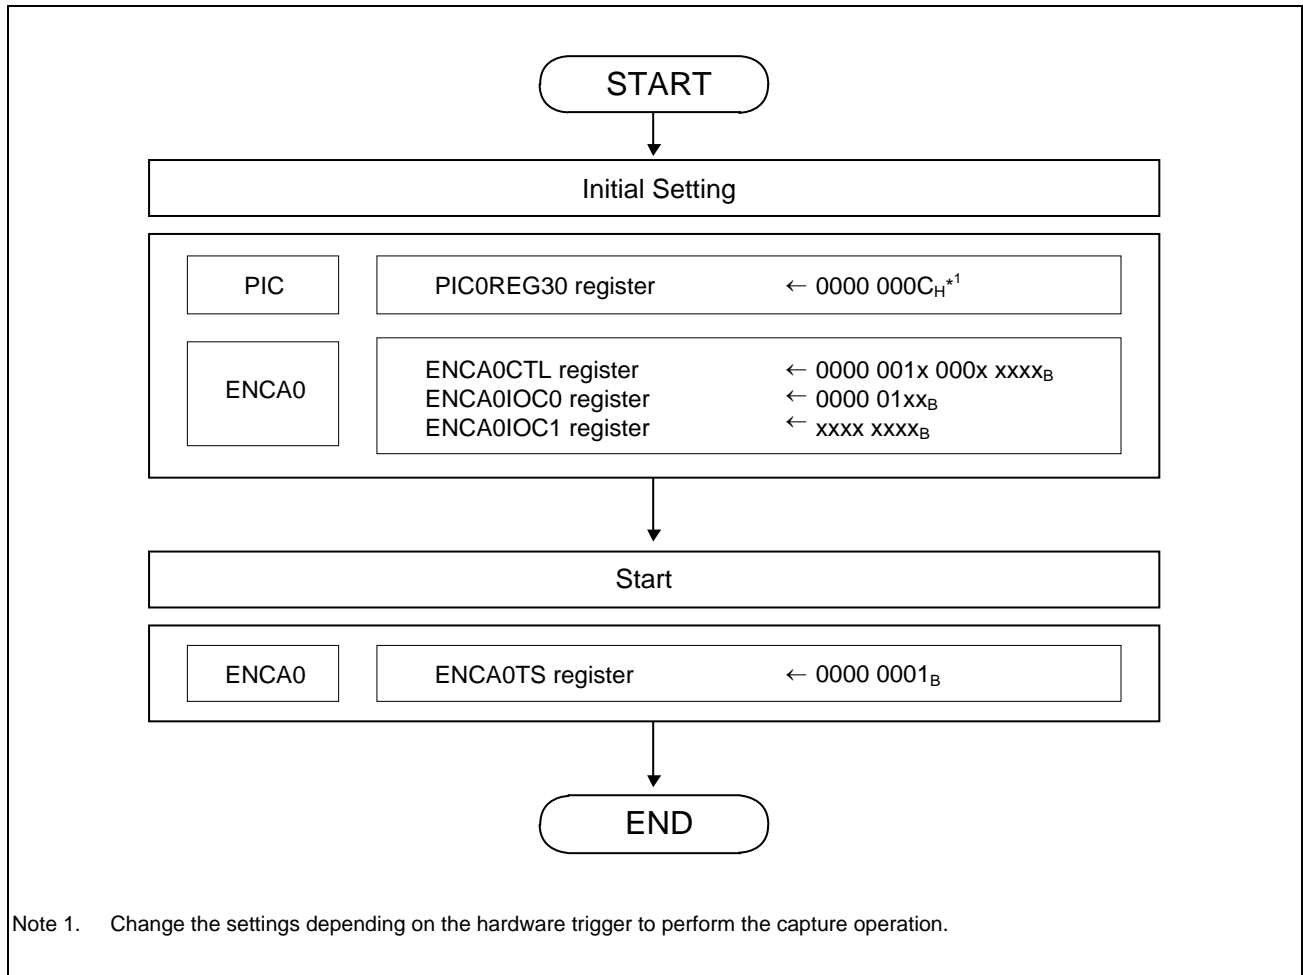 START
Initial Setting
PIC PIC0REG30 register ← 0000 000CH*1
ENCA0 ENCA0CTL register ← 0000 001x 000x xxxxB
ENCA0IOC0 register ← 0000 01xxB
ENCA0IOC1 register ← xxxx xxxxB
Start
ENCA0 ENCA0TS register ← 0000 0001B
END
Note 1. Change the settings depending on the hardware trigger to perform the capture operation.